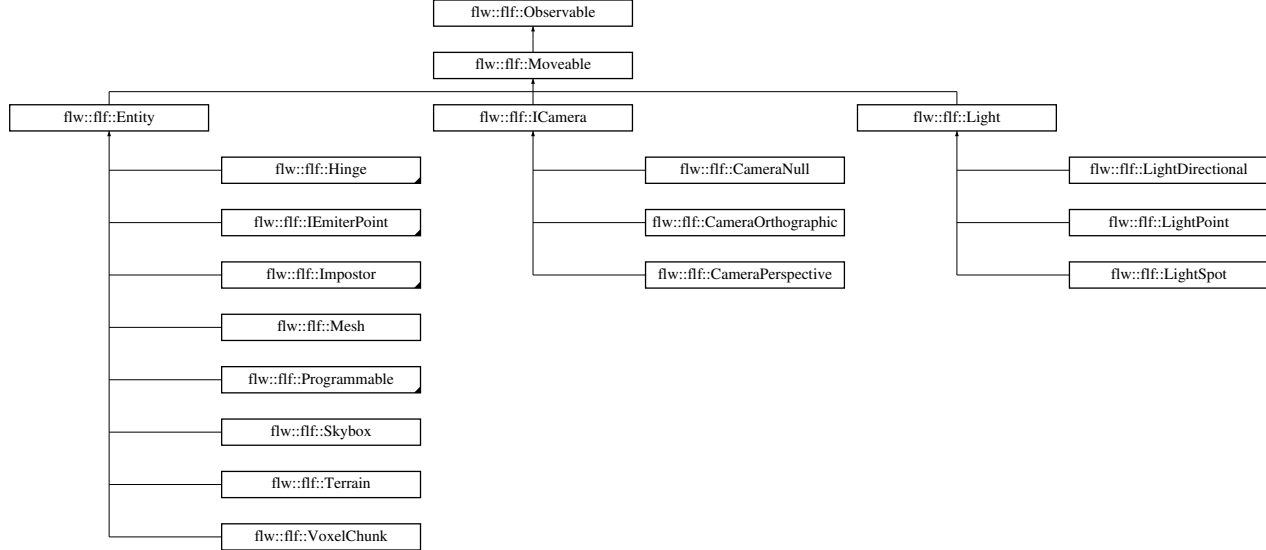 flw::flf::Observable
flw::flf::Moveable
flw::flf::Entity
flw::flf::ICamera
flw::flf::Light
flw::flf::Hinge
flw::flf::CameraNull
flw::flf::LightDirectional
flw::flf::IEmiterPoint
flw::flf::CameraOrthographic
flw::flf::LightPoint
flw::flf::Impostor
flw::flf::CameraPerspective
flw::flf::LightSpot
flw::flf::Mesh
flw::flf::Programmable
flw::flf::Skybox
flw::flf::Terrain
flw::flf::VoxelChunk